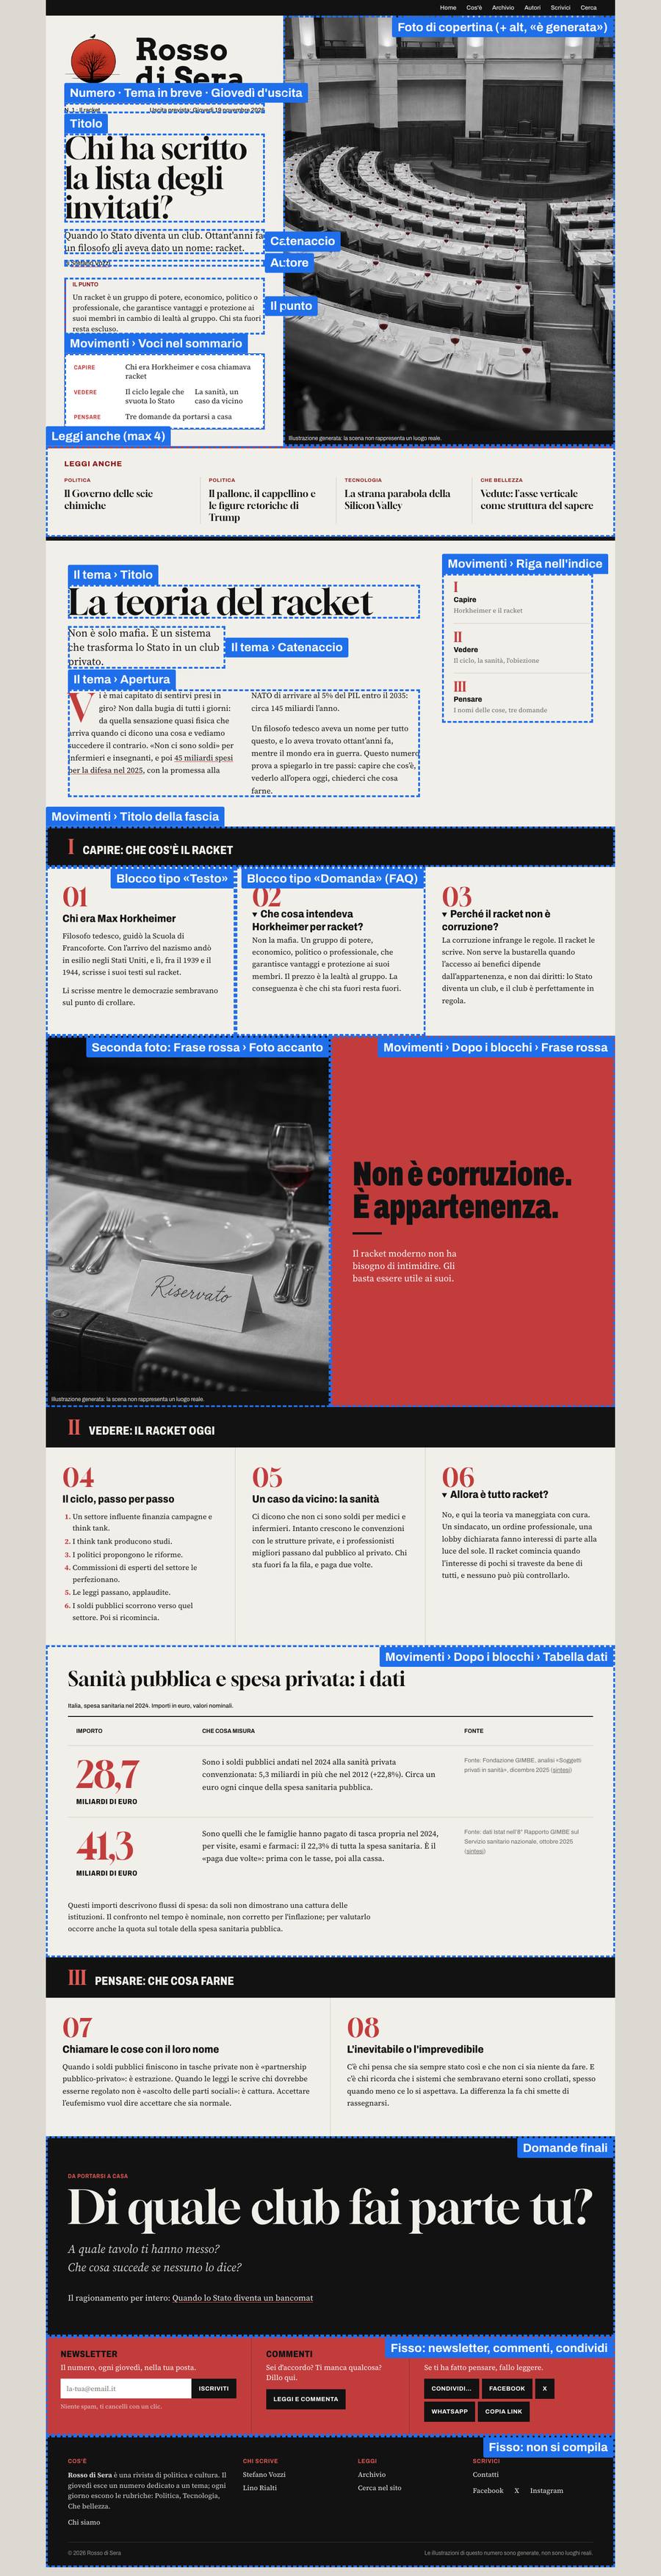 Home Cos'è Archivio Autori Scrivici Cerca
Foto di copertina (+ alt, «è generata»)
Rosso
di Sera
Numero · Tema in breve · Giovedì d'uscita
N. 1 · Il racket
Uscita prevista: Giovedì 19 novembre 2026
Titolo
Chi ha scritto
la lista degli
invitati?
Quando lo Stato diventa un club. Ottant'anni fa
un filosofo gli aveva dato un nome: racket.
Catenaccio
Autore
IL PUNTO
Un racket è un gruppo di potere, economico, politico o
professionale, che garantisce vantaggi e protezione ai
suoi membri in cambio di lealtà al gruppo. Chi sta fuori
resta escluso.
Il punto
Movimenti › Voci nel sommario
CAPIRE
Chi era Horkheimer e cosa chiamava
racket
VEDERE
Il ciclo legale che
svuota lo Stato
La sanità, un
caso da vicino
PENSARE
Tre domande da portarsi a casa
Illustrazione generata: la scena non rappresenta un luogo reale.
Leggi anche (max 4)
LEGGI ANCHE
POLITICA
Il Governo delle scie
chimiche
POLITICA
Il pallone, il cappellino e
le figure retoriche di
Trump
TECNOLOGIA
La strana parabola della
Silicon Valley
CHE BELLEZZA
Vedute: l'asse verticale
come struttura del sapere
Il tema › Titolo
La teoria del racket
Non è solo mafia. È un sistema
che trasforma lo Stato in un club
privato.
Il tema › Catenaccio
Il tema › Apertura
Vi è mai capitato di sentirvi presi in
giro? Non dalla bugia di tutti i giorni:
da quella sensazione quasi fisica che
arriva quando ci dicono una cosa e vediamo
succedere il contrario. «Non ci sono soldi» per
infermieri e insegnanti, e poi 45 miliardi spesi
per la difesa nel 2025, con la promessa alla
NATO di arrivare al 5% del PIL entro il 2035:
circa 145 miliardi l'anno.
Un filosofo tedesco aveva un nome per tutto
questo, e lo aveva trovato ottant'anni fa,
mentre il mondo era in guerra. Questo numero
prova a spiegarlo in tre passi: capire che cos'è,
vederlo all'opera oggi, chiederci che cosa
farne.
Movimenti › Riga nell'indice
I
Capire
Horkheimer e il racket
II
Vedere
Il ciclo, la sanità, l'obiezione
III
Pensare
I nomi delle cose, tre domande
Movimenti › Titolo della fascia
I CAPIRE: CHE COS'È IL RACKET
Blocco tipo «Testo»
01
Chi era Max Horkheimer
Filosofo tedesco, guidò la Scuola di
Francoforte. Con l'arrivo del nazismo andò
in esilio negli Stati Uniti, e lì, fra il 1939 e il
1944, scrisse i suoi testi sul racket.
Li scrisse mentre le democrazie sembravano
sul punto di crollare.
Blocco tipo «Domanda» (FAQ)
02
▼ Che cosa intendeva
Horkheimer per racket?
Non la mafia. Un gruppo di potere,
economico, politico o professionale, che
garantisce vantaggi e protezione ai suoi
membri. Il prezzo è la lealtà al gruppo. La
conseguenza è che chi sta fuori resta fuori.
03
▼ Perché il racket non è
corruzione?
La corruzione infrange le regole. Il racket le
scrive. Non serve la bustarella quando
l'accesso ai benefici dipende
dall'appartenenza, e non dai diritti: lo Stato
diventa un club, e il club è perfettamente in
regola.
Seconda foto: Frase rossa › Foto accanto
Riservato
Illustrazione generata: la scena non rappresenta un luogo reale.
Movimenti › Dopo i blocchi › Frase rossa
Non è corruzione.
È appartenenza.
Il racket moderno non ha
bisogno di intimidire. Gli
basta essere utile ai suoi.
II VEDERE: IL RACKET OGGI
04
Il ciclo, passo per passo
1. Un settore influente finanzia campagne e
think tank.
2. I think tank producono studi.
3. I politici propongono le riforme.
4. Commissioni di esperti del settore le
perfezionano.
5. Le leggi passano, applaudite.
6. I soldi pubblici scorrono verso quel
settore. Poi si ricomincia.
05
Un caso da vicino: la sanità
Ci dicono che non ci sono soldi per medici e
infermieri. Intanto crescono le convenzioni
con le strutture private, e i professionisti
migliori passano dal pubblico al privato. Chi
sta fuori fa la fila, e paga due volte.
06
▼ Allora è tutto racket?
No, e qui la teoria va maneggiata con cura.
Un sindacato, un ordine professionale, una
lobby dichiarata fanno interessi di parte alla
luce del sole. Il racket comincia quando
l'interesse di pochi si traveste da bene di
tutti, e nessuno può più controllarlo.
Movimenti › Dopo i blocchi › Tabella dati
Sanità pubblica e spesa privata: i dati
Italia, spesa sanitaria nel 2024. Importi in euro, valori nominali.
IMPORTO
CHE COSA MISURA
FONTE
28,7
MILIARDI DI EURO
Sono i soldi pubblici andati nel 2024 alla sanità privata
convenzionata: 5,3 miliardi in più che nel 2012 (+22,8%). Circa un
euro ogni cinque della spesa sanitaria pubblica.
Fonte: Fondazione GIMBE, analisi «Soggetti
privati in sanità», dicembre 2025 (sintesi)
41,3
MILIARDI DI EURO
Sono quelli che le famiglie hanno pagato di tasca propria nel 2024,
per visite, esami e farmaci: il 22,3% di tutta la spesa sanitaria. È il
«paga due volte»: prima con le tasse, poi alla cassa.
Fonte: dati Istat nell'8° Rapporto GIMBE sul
Servizio sanitario nazionale, ottobre 2025
(sintesi)
Questi importi descrivono flussi di spesa: da soli non dimostrano una cattura delle
istituzioni. Il confronto nel tempo è nominale, non corretto per l'inflazione; per valutarlo
occorre anche la quota sul totale della spesa sanitaria pubblica.
III PENSARE: CHE COSA FARNE
07
Chiamare le cose con il loro nome
Quando i soldi pubblici finiscono in tasche private non è «partnership
pubblico-privato»: è estrazione. Quando le leggi le scrive chi dovrebbe
esserne regolato non è «ascolto delle parti sociali»: è cattura. Accettare
l'eufemismo vuol dire accettare che sia normale.
08
L'inevitabile o l'imprevedibile
C'è chi pensa che sia sempre stato così e che non ci sia niente da fare. E
c'è chi ricorda che i sistemi che sembravano eterni sono crollati, spesso
quando meno ce lo si aspettava. La differenza la fa chi smette di
rassegnarsi.
Domande finali
DA PORTARSI A CASA
Di quale club fai parte tu?
A quale tavolo ti hanno messo?
Che cosa succede se nessuno lo dice?
Il ragionamento per intero: Quando lo Stato diventa un bancomat
Fisso: newsletter, commenti, condividi
NEWSLETTER
Il numero, ogni giovedì, nella tua posta.
la-tua@email.it
ISCRIVITI
Niente spam, ti cancelli con un clic.
COMMENTI
Sei d'accordo? Ti manca qualcosa?
Dillo qui.
LEGGI E COMMENTA
Se ti ha fatto pensare, fallo leggere.
CONDIVIDI... FACEBOOK X
WHATSAPP COPIA LINK
Fisso: non si compila
COS'È
Rosso di Sera è una rivista di politica e cultura. Il
giovedì esce un numero dedicato a un tema; ogni
giorno escono le rubriche: Politica, Tecnologia,
Che bellezza.
Chi siamo
CHI SCRIVE
Stefano Vozzi
Lino Rialti
LEGGI
Archivio
Cerca nel sito
SCRIVICI
Contatti
Facebook X Instagram
© 2026 Rosso di Sera
Le illustrazioni di questo numero sono generate, non sono luoghi reali.